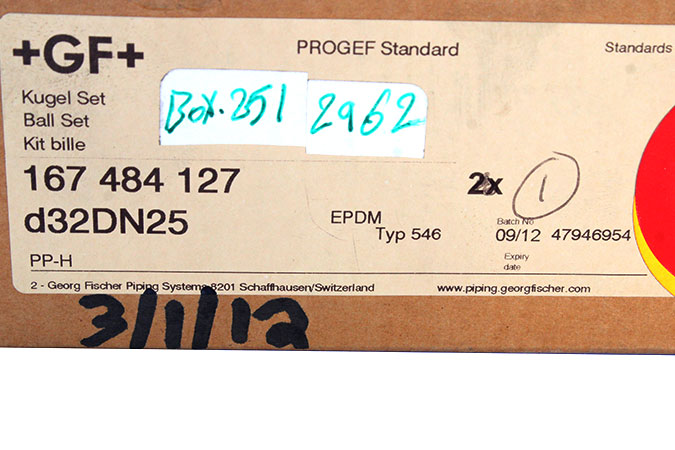 +GF+
PROGEF Standard
Standards
Kugel Set
Ball Set
Kit bille
Box.251
2962
167 484 127
2x
1
d32DN25
EPDM
Typ 546
Batch No
09/12 47946954
PP-H
Expiry
date
2 - Georg Fischer Piping Systems 8201 Schaffhausen/Switzerland
www.piping.georgfischer.com
3/1/12